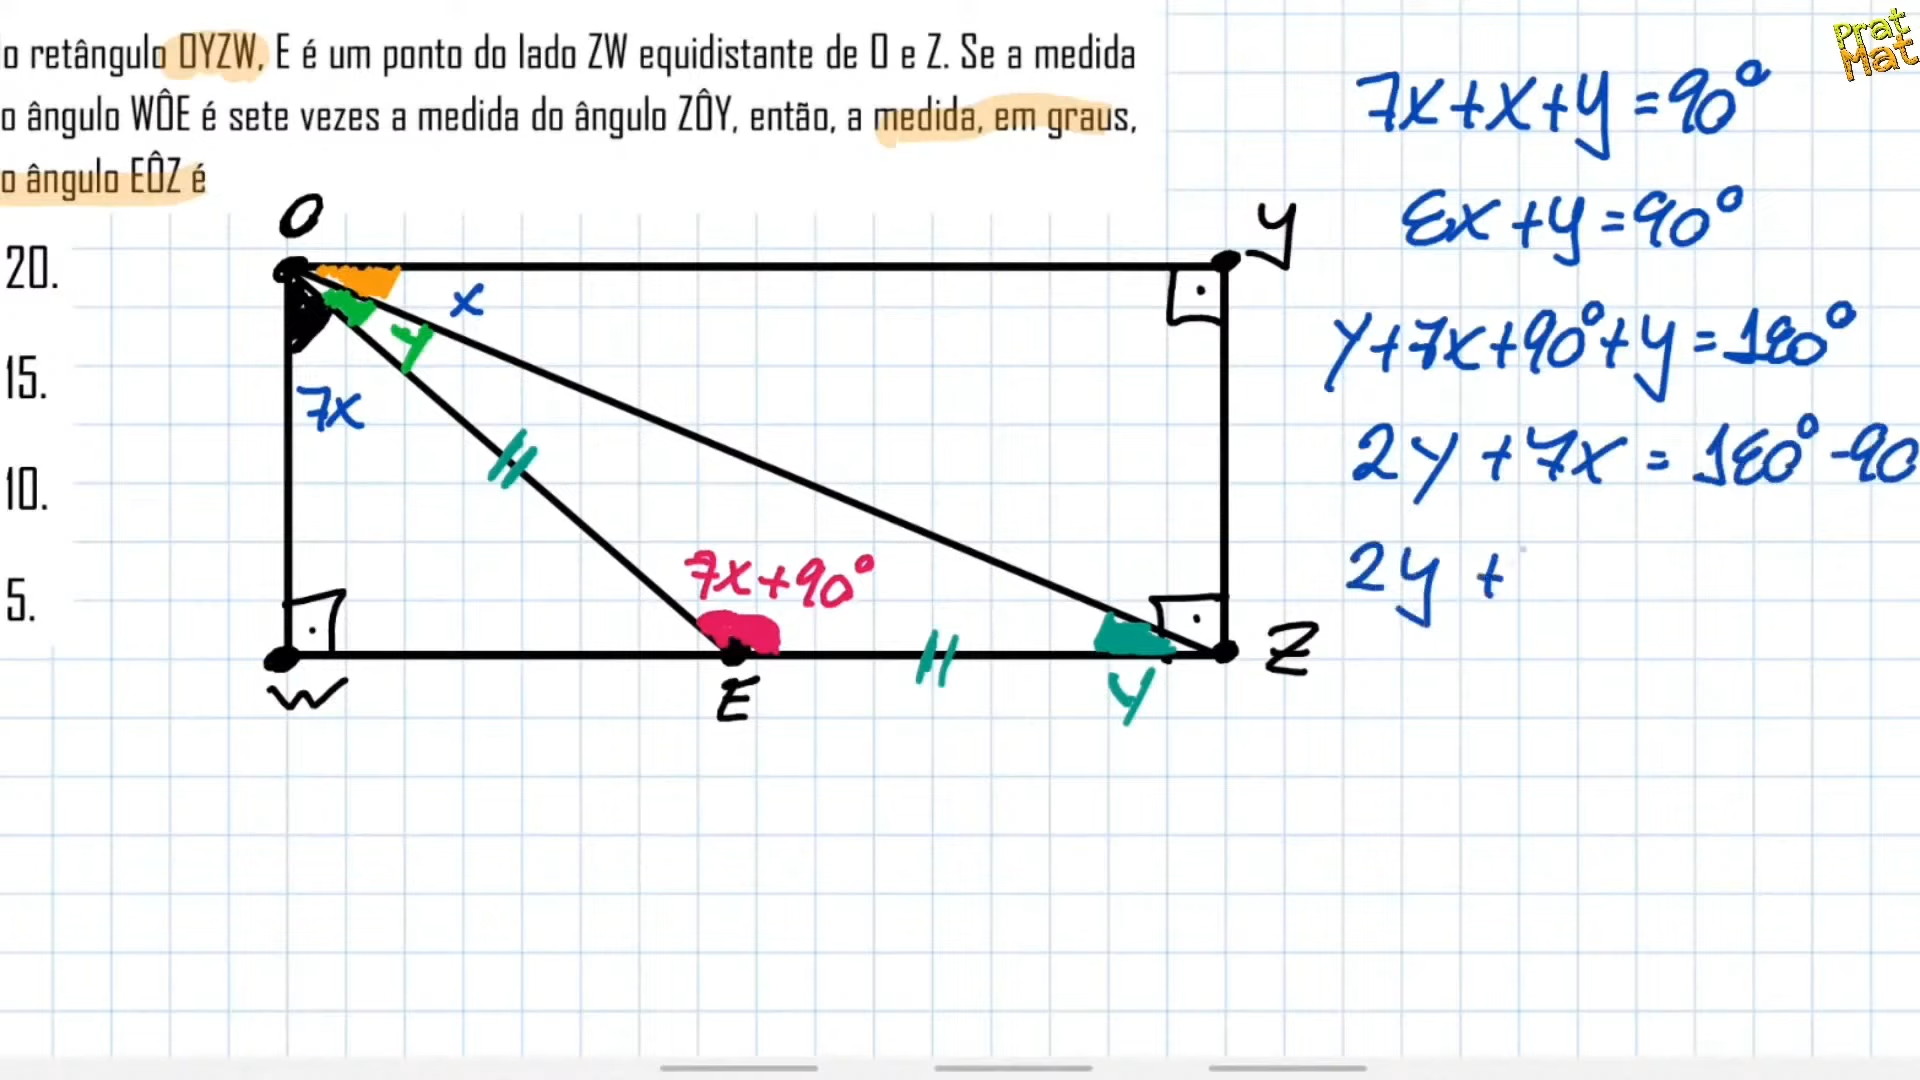 o retângulo OYZW, E é um ponto do lado ZW equidistante de O e Z. Se a medida
o ângulo WÔE é sete vezes a medida do ângulo ZÔY, então, a medida, em graus,
o ângulo EÔZ é
20.
15.
10.
5.
O
Y
x
y
7x
7x+90°
W
E
y
Z
Prat
Mat
7x+x+y=90°
8x+y=90°
y+7x+90°+y=180°
2y+7x=180°-90
2y+